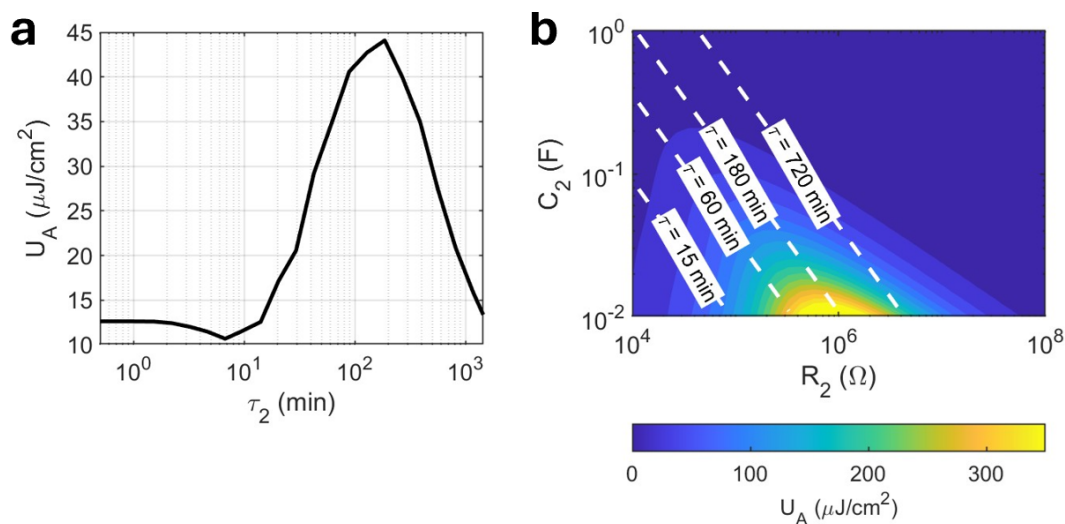 a
45
40
35
30
25
20
15
10
U_A (μJ/cm²)
10⁰
10¹
10²
10³
τ₂ (min)
b
10⁰
10⁻¹
10⁻²
C₂ (F)
τ = 15 min
τ = 60 min
τ = 180 min
τ = 720 min
10⁴
10⁶
10⁸
R₂ (Ω)
0
100
200
300
U_A (μJ/cm²)